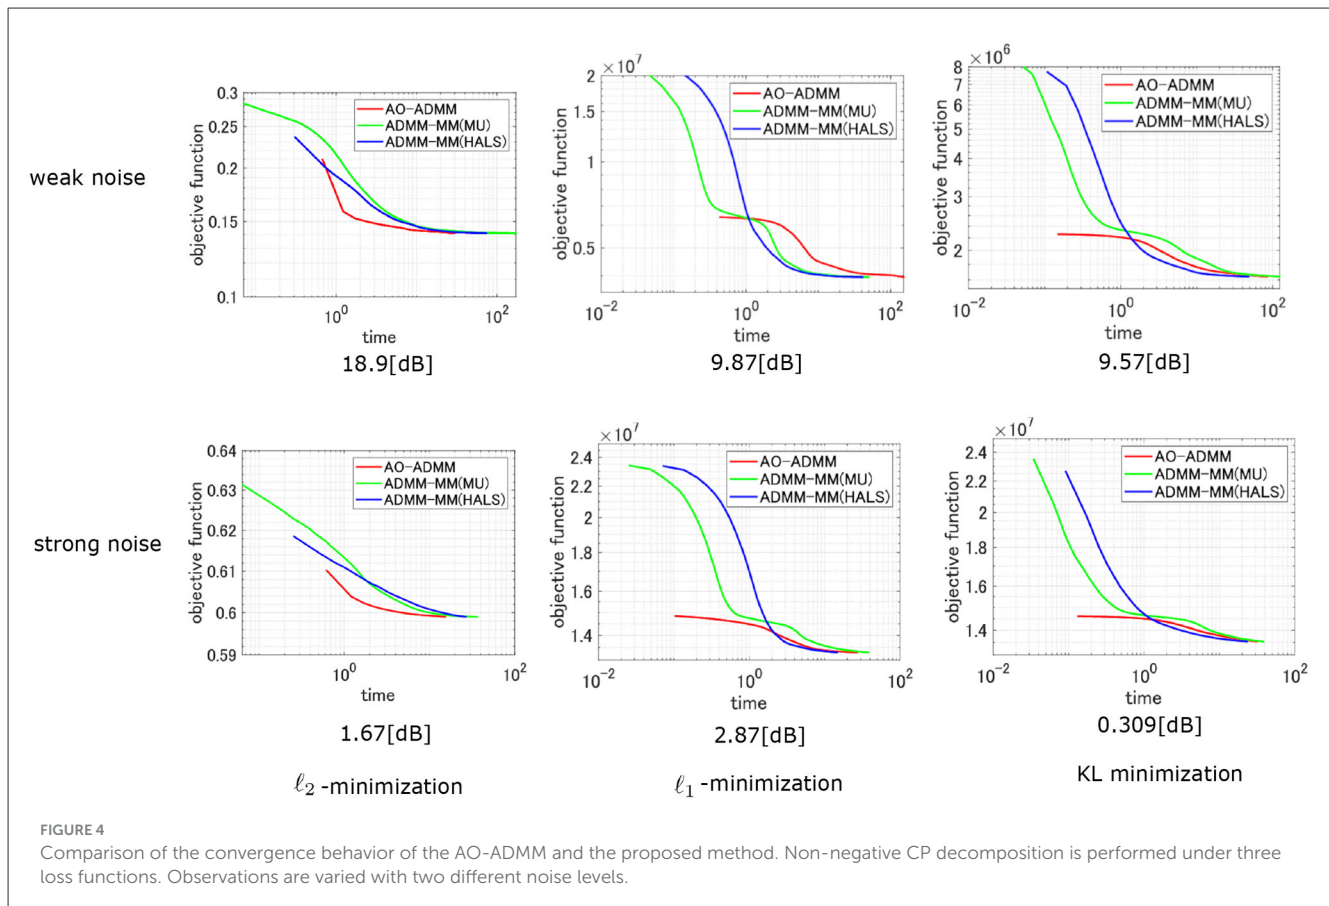 weak noise
objective function
0.3
0.25
0.2
0.15
0.1
AO-ADMM
ADMM-MM(MU)
ADMM-MM(HALS)
10^0
10^2
time
18.9[dB]
×10^7
objective function
2.0
1.5
1.0
0.5
AO-ADMM
ADMM-MM(MU)
ADMM-MM(HALS)
10^-2
10^0
10^2
time
9.87[dB]
×10^6
objective function
8
7
6
5
4
3
2
AO-ADMM
ADMM-MM(MU)
ADMM-MM(HALS)
10^-2
10^0
10^2
time
9.57[dB]
strong noise
objective function
0.64
0.63
0.62
0.61
0.6
0.59
AO-ADMM
ADMM-MM(MU)
ADMM-MM(HALS)
10^0
10^2
time
1.67[dB]
ℓ₂ -minimization
×10^7
objective function
2.4
2.2
2
1.8
1.6
1.4
1.3
AO-ADMM
ADMM-MM(MU)
ADMM-MM(HALS)
10^-2
10^0
10^2
time
2.87[dB]
ℓ₁ -minimization
×10^7
objective function
2.4
2.2
2
1.8
1.6
1.4
AO-ADMM
ADMM-MM(MU)
ADMM-MM(HALS)
10^-2
10^0
10^2
time
0.309[dB]
KL minimization
FIGURE 4
Comparison of the convergence behavior of the AO-ADMM and the proposed method. Non-negative CP decomposition is performed under three
loss functions. Observations are varied with two different noise levels.